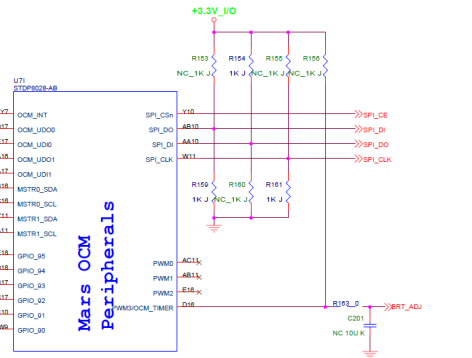 +3.3V_I/O
R153 R154 R155 R156
NC_1K J 1K J NC_1K J 1K J
U7I
STDP8028-AB
Y7 OCM_INT SPI_CSn Y10 SPI_CE
OCM_UDO0 SPI_DO AB10 SPI_DI
OCM_UDI0 SPI_DI AA10 SPI_DO
OCM_UDO1 SPI_CLK W11 SPI_CLK
OCM_UDI1
MSTR0_SDA R159 R160 R161
MSTR0_SCL 1K J NC_1K J 1K J
MSTR1_SDA
MSTR1_SCL
GPIO_95
GPIO_94 PWM0 AC11
GPIO_93 PWM1 AB11
GPIO_92 PWM2 E16
GPIO_91 PWM3/OCM_TIMER D16 R163 0 BRT_ADJ
GPIO_90
C201
NC 10U K
Mars OCM
Peripherals